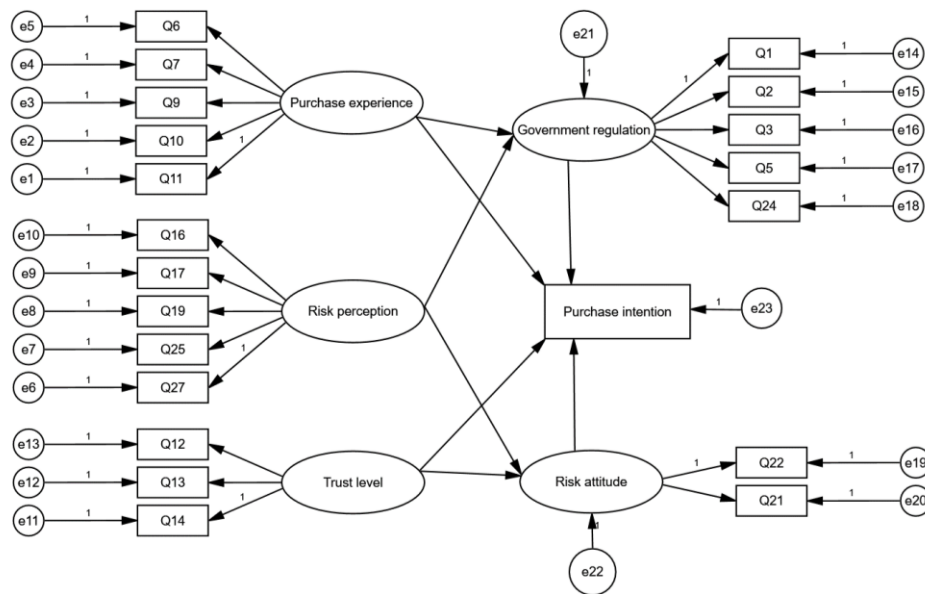 e5 1 Q6
e4 1 Q7
e3 1 Q9
e2 1 Q10
e1 1 Q11
1
Purchase experience
e10 1 Q16
e9 1 Q17
e8 1 Q19
e7 1 Q25
e6 1 Q27
1
Risk perception
e13 1 Q12
e12 1 Q13
e11 1 Q14
1
Trust level
e21
1
Government regulation
1
Q1 1 e14
Q2 1 e15
Q3 1 e16
Q5 1 e17
Q24 1 e18
Purchase intention 1 e23
Risk attitude
1
Q22 1 e19
Q21 1 e20
1
e22